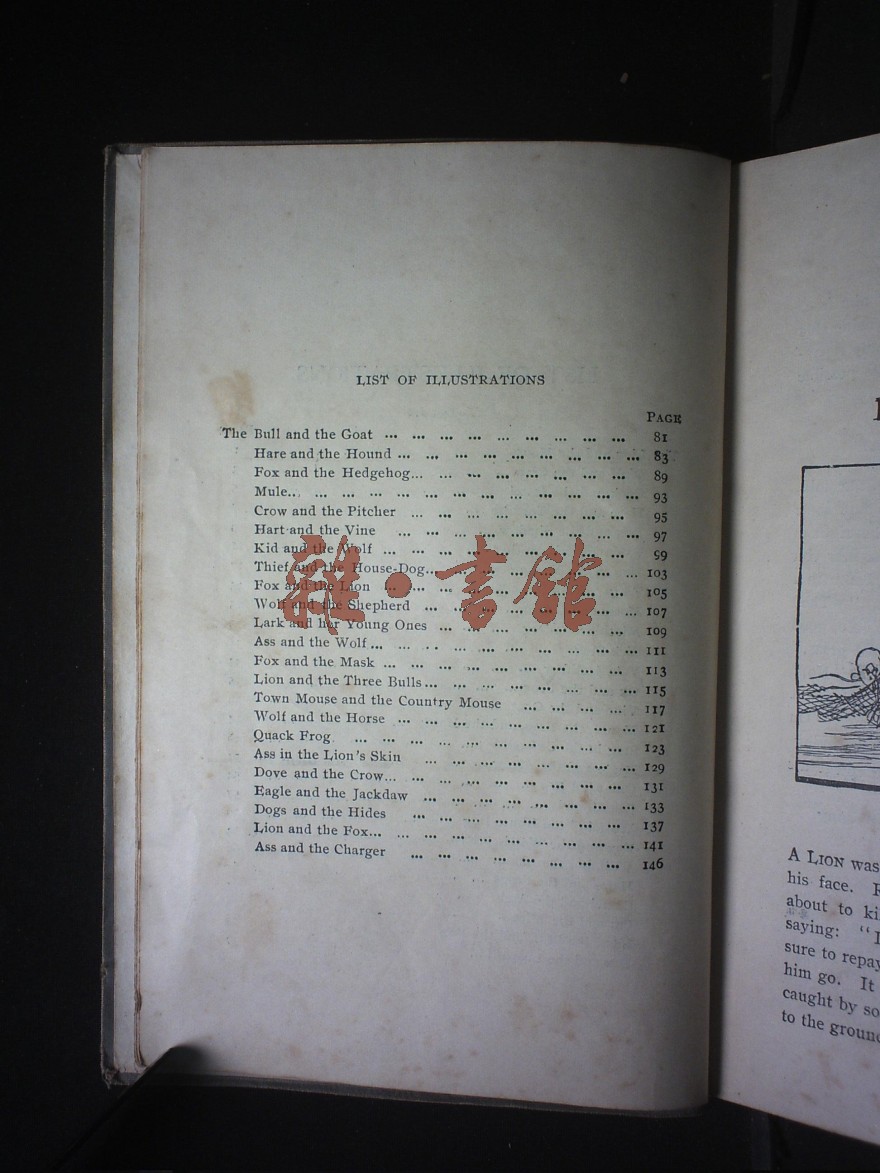 LIST OF ILLUSTRATIONS
PAGE
The Bull and the Goat ... ... ... ... ... ... ... ... ... 81
Hare and the Hound ... ... ... ... ... ... ... ... ... 83
Fox and the Hedgehog... ... ... ... ... ... ... ... 89
Mule... ... ... ... ... ... ... ... ... ... ... ... ... 93
Crow and the Pitcher ... ... ... ... ... ... ... ... 95
Hart and the Vine ... ... ... ... ... ... ... ... ... 97
Kid and the Wolf ... ... ... ... ... ... ... ... ... 99
Thief and the House-Dog... ... ... ... ... ... ... ... 103
Fox and the Lion ... ... ... ... ... ... ... ... ... 105
Wolf and the Shepherd ... ... ... ... ... ... ... ... 107
Lark and her Young Ones ... ... ... ... ... ... ... 109
Ass and the Wolf ... ... ... ... ... ... ... ... ... ... 111
Fox and the Mask ... ... ... ... ... ... ... ... ... 113
Lion and the Three Bulls ... ... ... ... ... ... ... ... 115
Town Mouse and the Country Mouse ... ... ... ... 117
Wolf and the Horse ... ... ... ... ... ... ... ... ... 121
Quack Frog ... ... ... ... ... ... ... ... ... ... 123
Ass in the Lion's Skin ... ... ... ... ... ... ... ... 129
Dove and the Crow... ... ... ... ... ... ... ... ... 131
Eagle and the Jackdaw ... ... ... ... ... ... ... ... 133
Dogs and the Hides ... ... ... ... ... ... ... ... 137
Lion and the Fox... ... ... ... ... ... ... ... ... ... 141
Ass and the Charger ... ... ... ... ... ... ... ... 146
雜·書館
A LION was
his face.
about to ki
saying: "I
sure to repay
him go. It
caught by so
to the ground